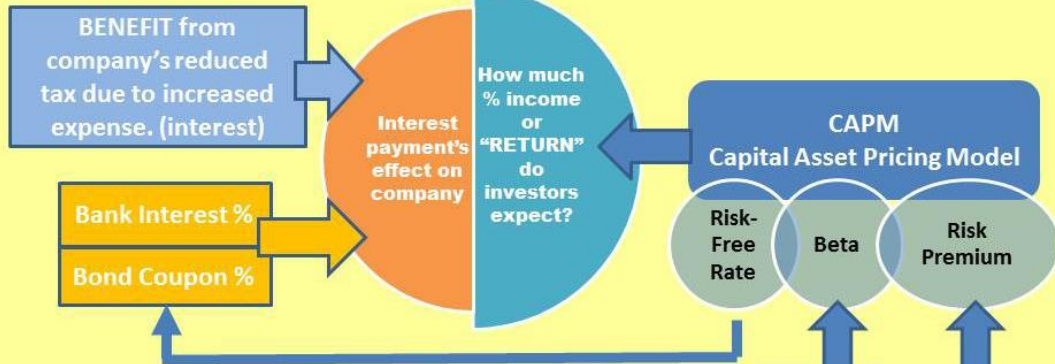 BENEFIT from
company's reduced
tax due to increased
expense. (interest)
Bank Interest %
Bond Coupon %
Interest
payment's
effect on
company
How much
% income
or
“RETURN”
do
investors
expect?
CAPM
Capital Asset Pricing Model
Risk-
Free
Rate
Beta
Risk
Premium